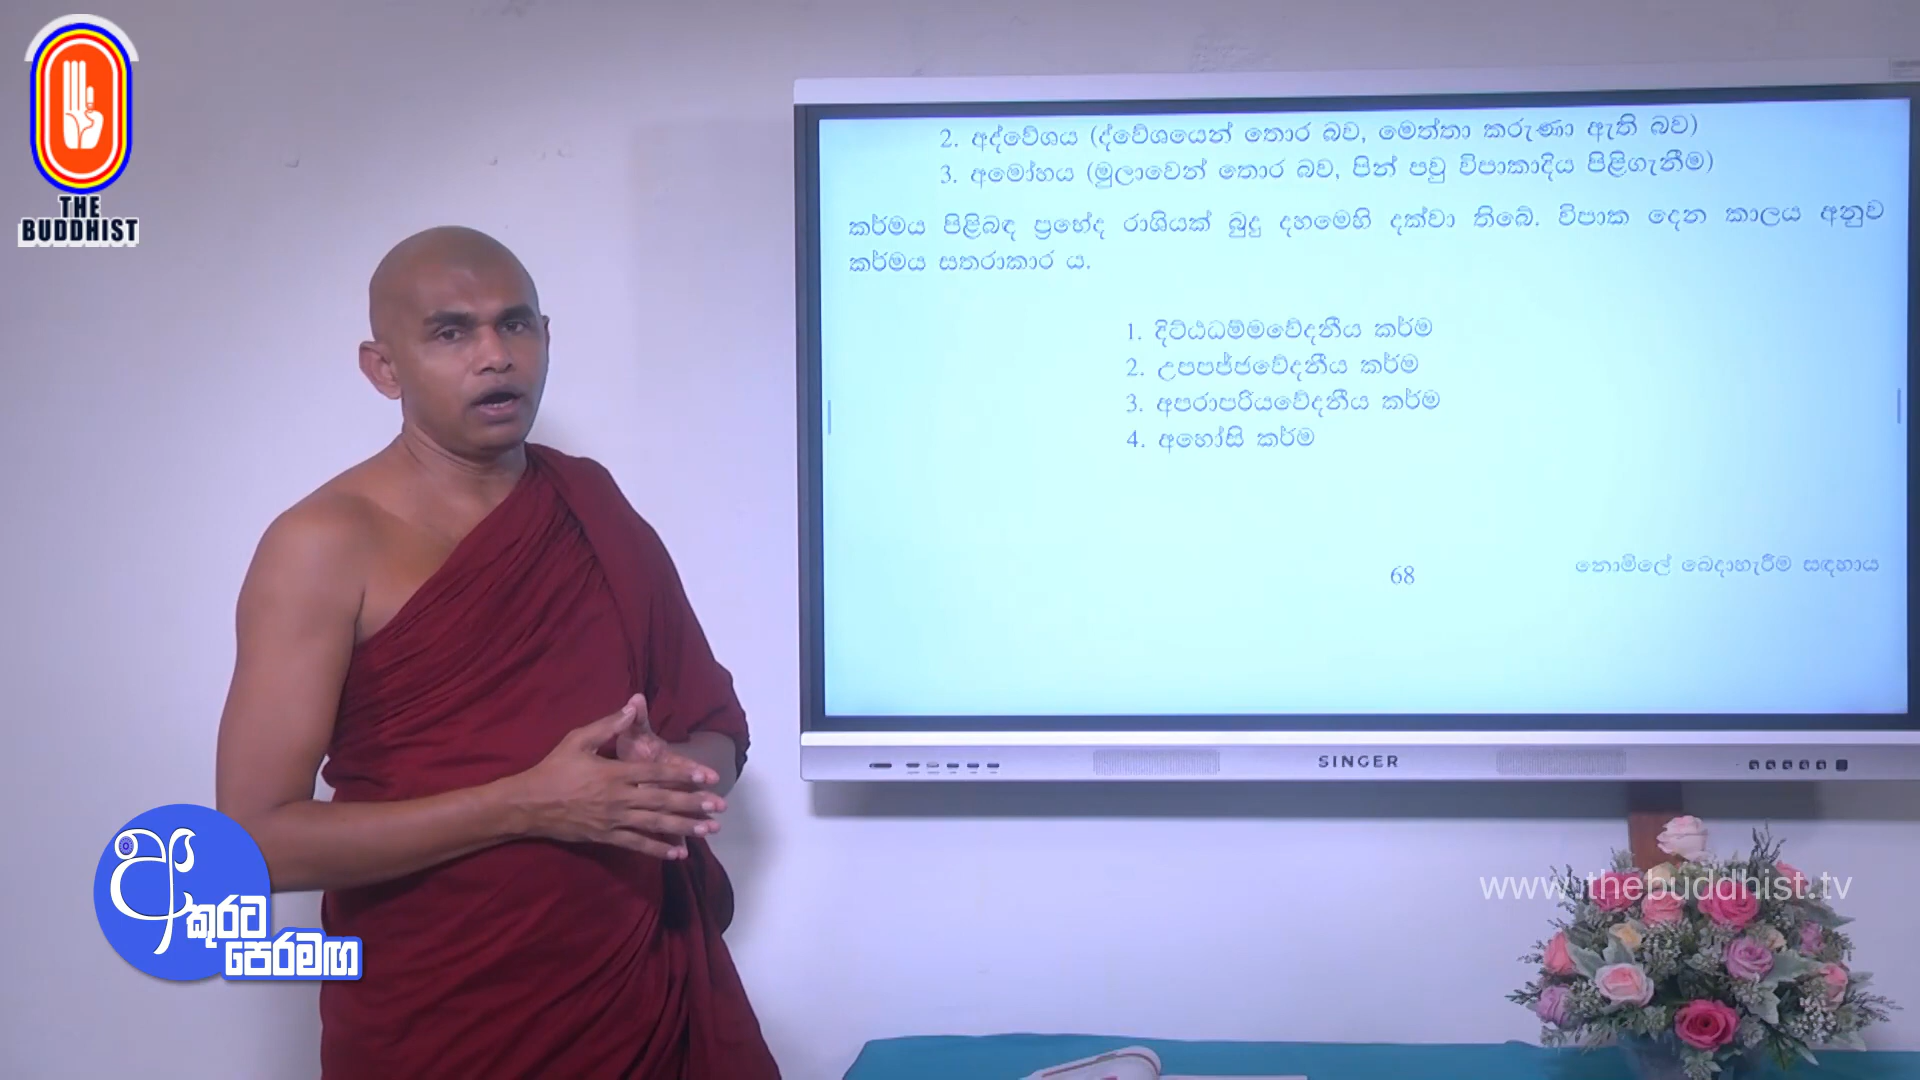 THE
BUDDHIST
2. අද්වේශය (ද්වේශයෙන් තොර බව, මෙත්තා කරුණා ඇති බව)
3. අමෝහය (මුලාවෙන් තොර බව, පින් පවු විපාකාදිය පිළිගැනීම)
කර්මය පිළිබඳ ප්‍රභේද රාශියක් බුදු දහමෙහි දක්වා තිබේ. විපාක දෙන කාලය අනුව
කර්මය සතරාකාර ය.
1. දිට්ඨධම්මවේදනීය කර්ම
2. උපපජ්ජවේදනීය කර්ම
3. අපරාපරියවේදනීය කර්ම
4. අහෝසි කර්ම
68
නොමිලේ බෙදාහැරීම සඳහාය
SINGER
www.thebuddhist.tv
අකුරට
පෙරමඟ